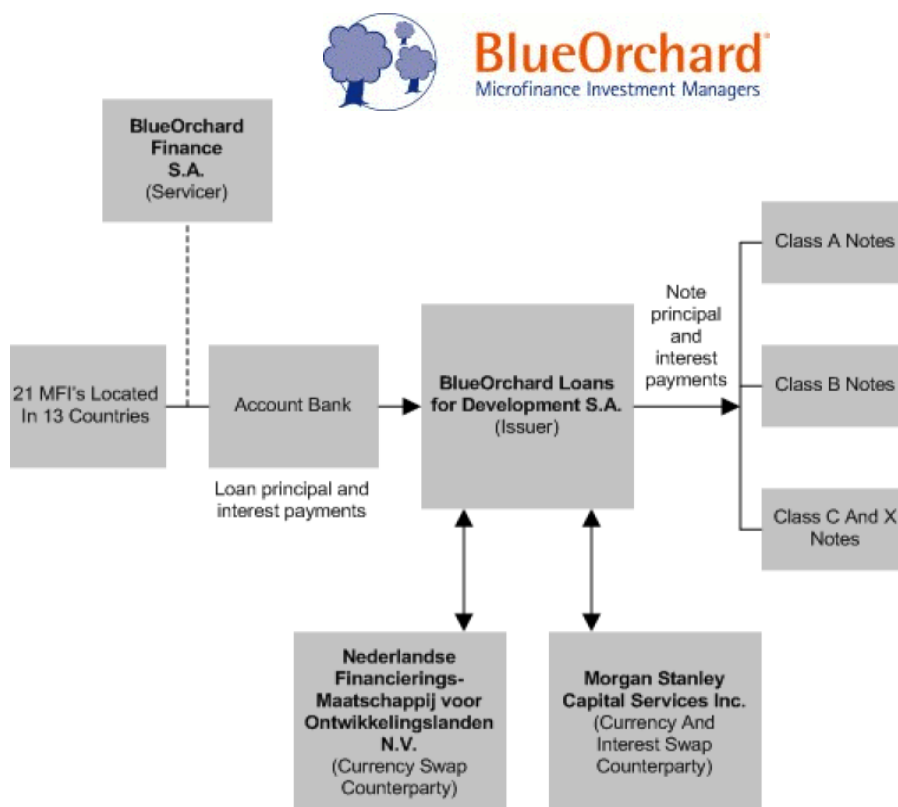 BlueOrchard
Microfinance Investment Managers
BlueOrchard
Finance
S.A.
(Servicer)
Class A Notes
Note
principal
and
interest
payments
21 MFI's Located
In 13 Countries
Account Bank
BlueOrchard Loans
for Development S.A.
(Issuer)
Class B Notes
Loan principal and
interest payments
Class C And X
Notes
Nederlandse
Financierings-
Maatschappij voor
Ontwikkelingslanden
N.V.
(Currency Swap
Counterparty)
Morgan Stanley
Capital Services Inc.
(Currency And
Interest Swap
Counterparty)